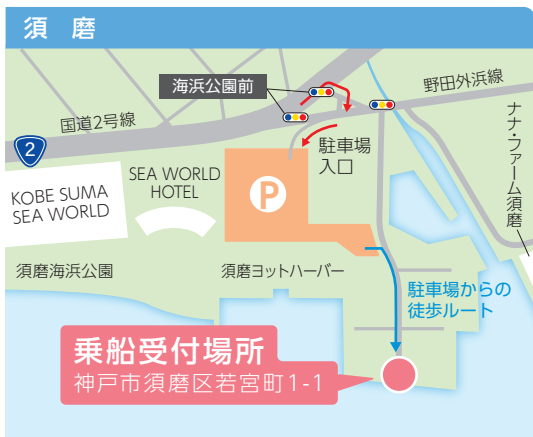 須磨
海浜公園前
野田外浜線
国道2号線
2
駐車場
入口
ナナ・ファーム須磨
KOBE SUMA
SEA WORLD
SEA WORLD
HOTEL
P
須磨海浜公園
須磨ヨットハーバー
駐車場からの
徒歩ルート
乗船受付場所
神戸市須磨区若宮町1-1